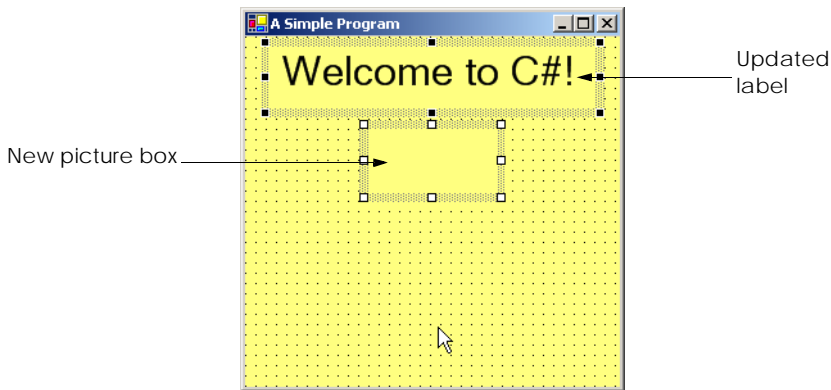 A Simple Program
Welcome to C#!
Updated
label
New picture box